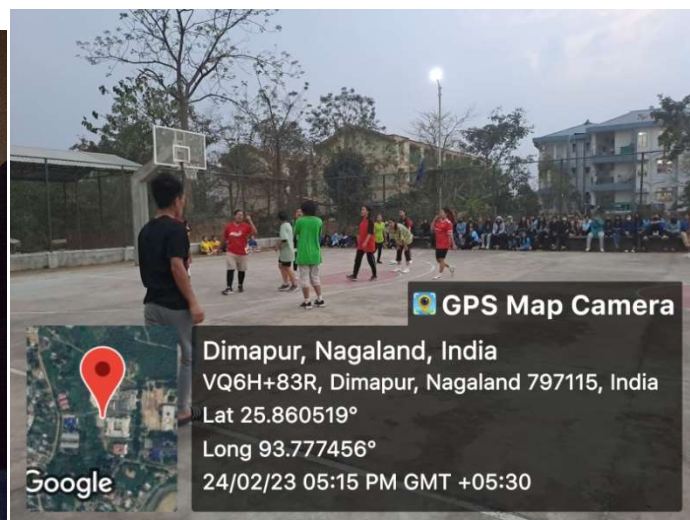 GPS Map Camera
Dimapur, Nagaland, India
VQ6H+83R, Dimapur, Nagaland 797115, India
Lat 25.860519°
Long 93.777456°
24/02/23 05:15 PM GMT +05:30
Google